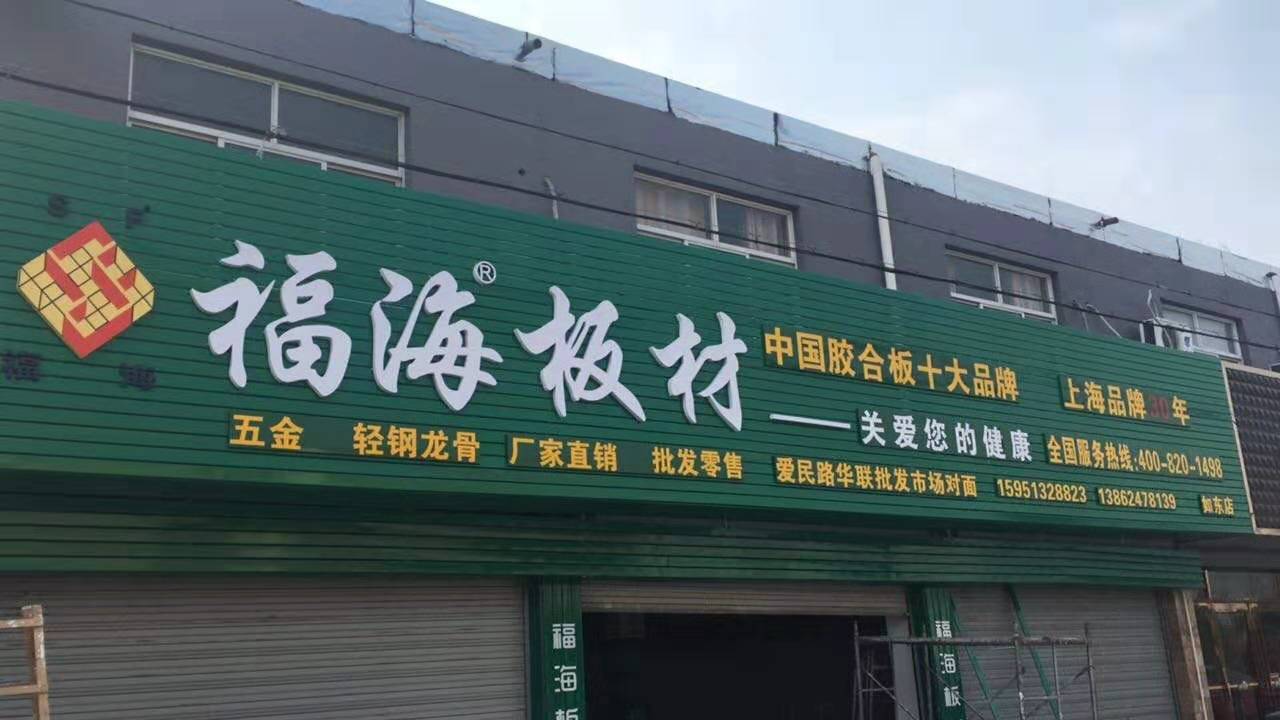 S F
福海®板材
中国胶合板十大品牌 上海品牌30年
——关爱您的健康 全国服务热线:400-820-1498
五金 轻钢龙骨 厂家直销 批发零售 爱民路华联批发市场对面 15951328823 13862478139 如东店
福海板
福海板